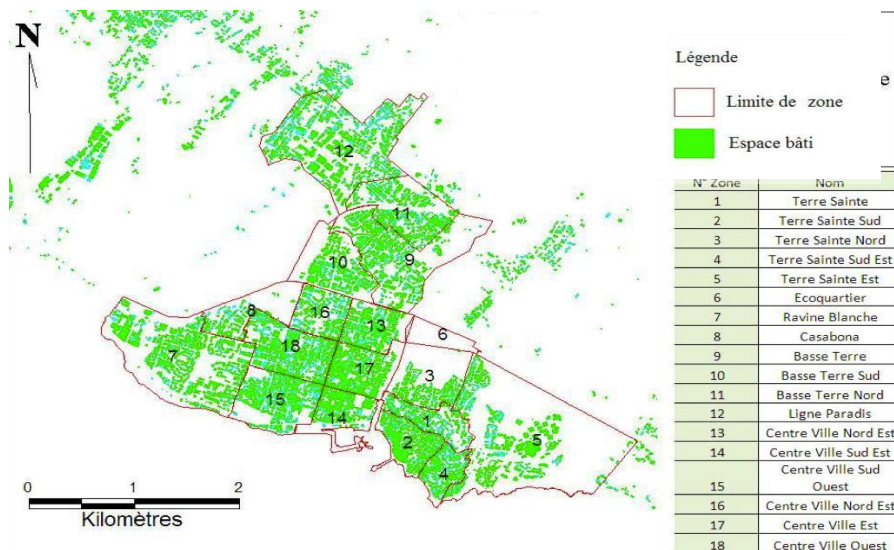 N
Légende
e
Limite de zone
Espace bâti
12
11
10
9
8
16
13
6
18
7
17
3
15
14
1
2
5
4
0 1 2
Kilomètres
N° Zone Nom
1 Terre Sainte
2 Terre Sainte Sud
3 Terre Sainte Nord
4 Terre Sainte Sud Est
5 Terre Sainte Est
6 Ecoquartier
7 Ravine Blanche
8 Casabona
9 Basse Terre
10 Basse Terre Sud
11 Basse Terre Nord
12 Ligne Paradis
13 Centre Ville Nord Est
14 Centre Ville Sud Est
15 Centre Ville Sud
Ouest
16 Centre Ville Nord Est
17 Centre Ville Est
18 Centre Ville Ouest